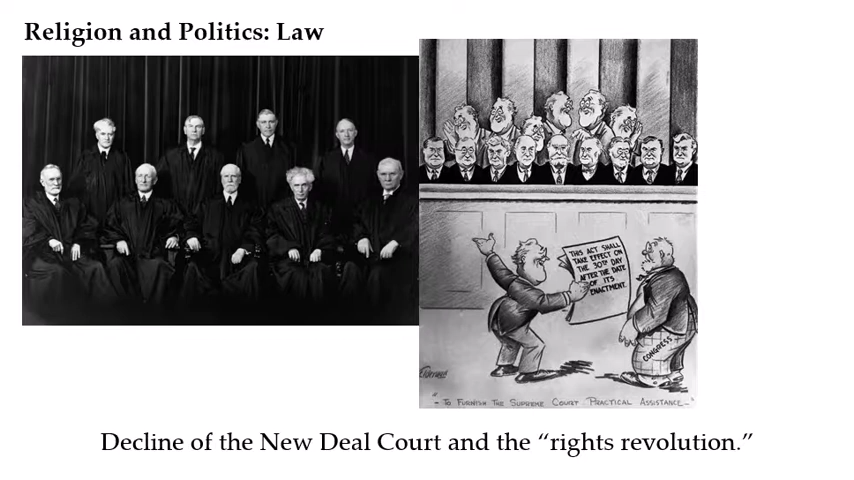 Religion and Politics: Law
THIS ACT SHALL
TAKE EFFECT ON
THE 30TH DAY
AFTER THE DATE
OF ITS
ENACTMENT.
CONGRESS
"- TO FURNISH THE SUPREME COURT PRACTICAL ASSISTANCE -"
Decline of the New Deal Court and the “rights revolution.”